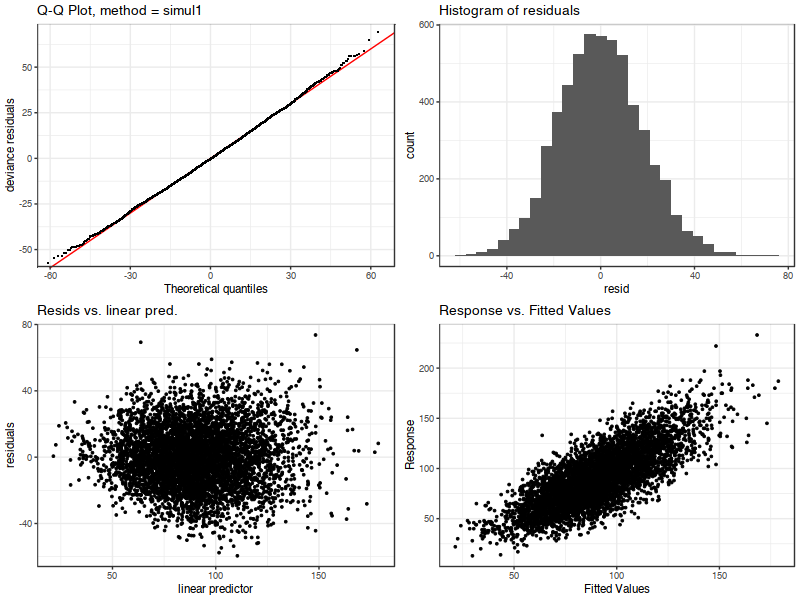 Q-Q Plot, method = simul1
deviance residuals
50
25
0
-25
-50
-60
-30
0
30
60
Theoretical quantiles
Histogram of residuals
count
600
400
200
0
-40
0
40
80
resid
Resids vs. linear pred.
residuals
80
40
0
-40
50
100
150
linear predictor
Response vs. Fitted Values
Response
200
150
100
50
50
100
150
Fitted Values